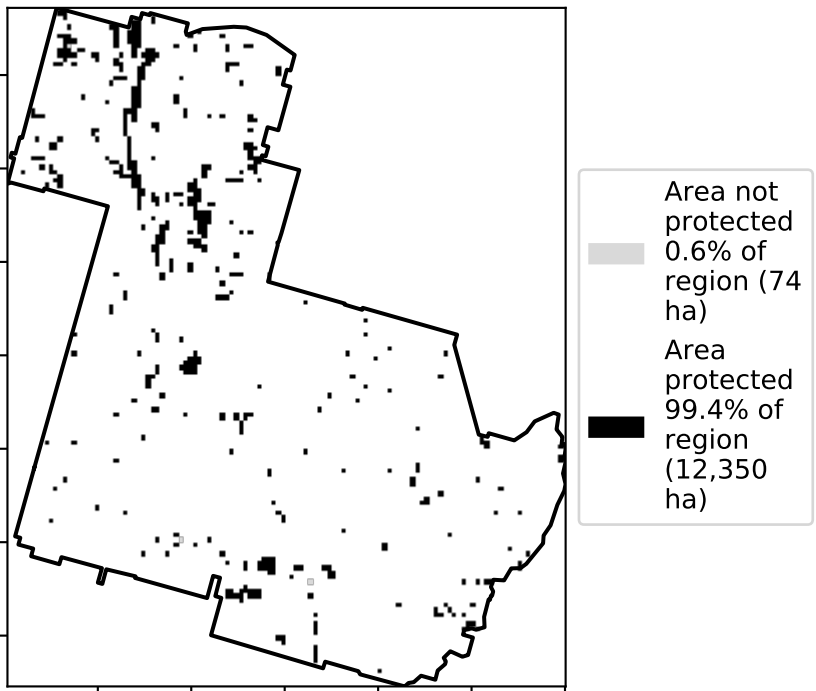 Area not
protected
0.6% of
region (74
ha)
Area
protected
99.4% of
region
(12,350
ha)